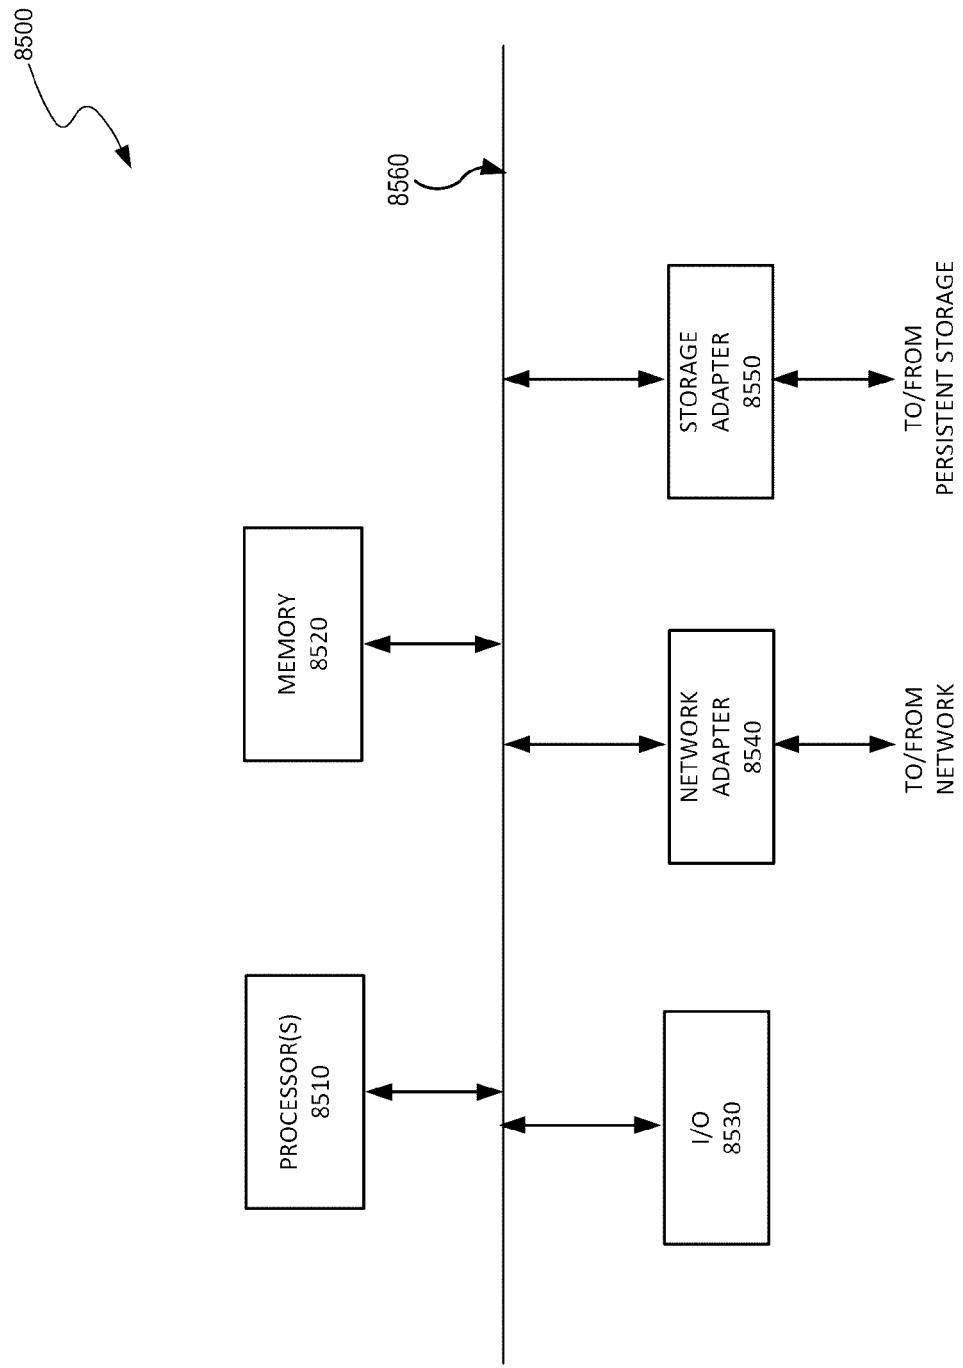 8500
8560
PROCESSOR(S)
8510
MEMORY
8520
I/O
8530
NETWORK
ADAPTER
8540
STORAGE
ADAPTER
8550
TO/FROM
NETWORK
TO/FROM
PERSISTENT STORAGE